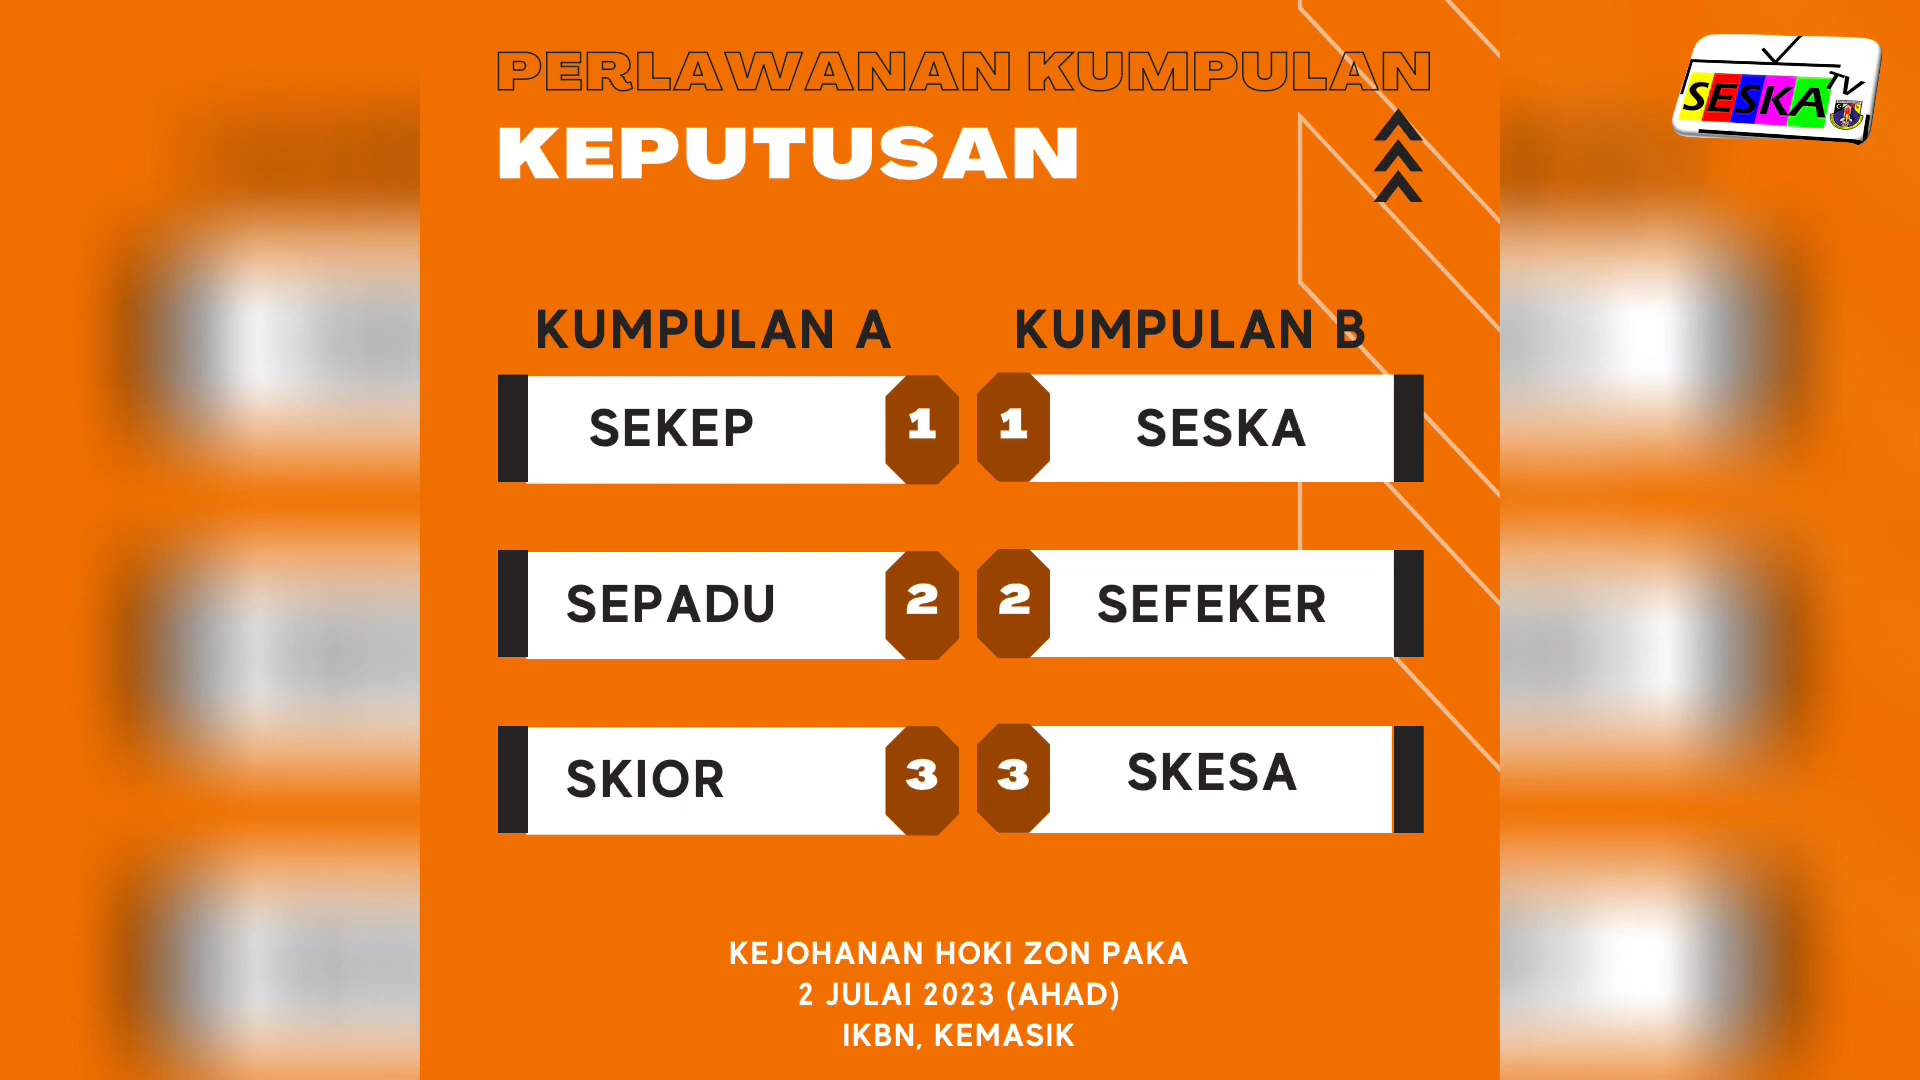 PERLAWANAN KUMPULAN
KEPUTUSAN
SESKA TV
KUMPULAN A
SEKEP 1
SEPADU 2
SKIOR 3
KUMPULAN B
1 SESKA
2 SEFEKER
3 SKESA
KEJOHANAN HOKI ZON PAKA
2 JULAI 2023 (AHAD)
IKBN, KEMASIK